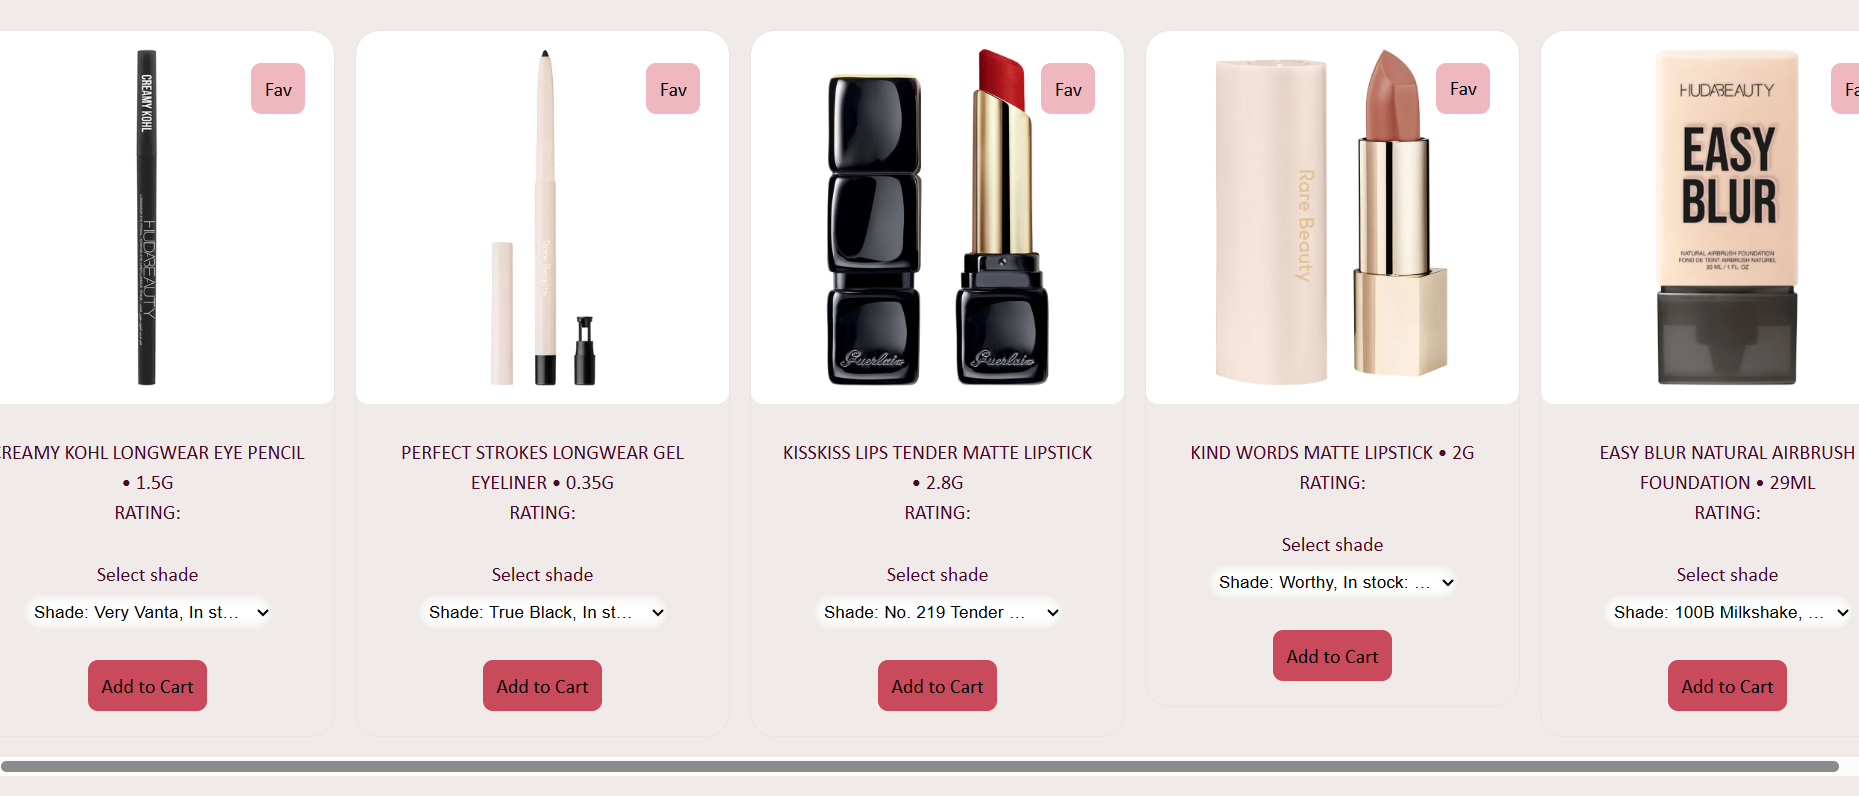 CREAMY KOHL
HUDABEAUTY
Fav
REAMY KOHL LONGWEAR EYE PENCIL
• 1.5G
RATING:
Select shade
Shade: Very Vanta, In st...
Add to Cart
Rare Beauty
Fav
PERFECT STROKES LONGWEAR GEL
EYELINER • 0.35G
RATING:
Select shade
Shade: True Black, In st...
Add to Cart
Guerlain
Guerlain
Fav
KISSKISS LIPS TENDER MATTE LIPSTICK
• 2.8G
RATING:
Select shade
Shade: No. 219 Tender ...
Add to Cart
Rare Beauty
Fav
KIND WORDS MATTE LIPSTICK • 2G
RATING:
Select shade
Shade: Worthy, In stock: ...
Add to Cart
HUDABEAUTY
EASY
BLUR
NATURAL AIRBRUSH FOUNDATION
FOND DE TEINT AIRBRUSH NATUREL
30 ML / 1 FL. OZ
Fa
EASY BLUR NATURAL AIRBRUSH
FOUNDATION • 29ML
RATING:
Select shade
Shade: 100B Milkshake, ...
Add to Cart